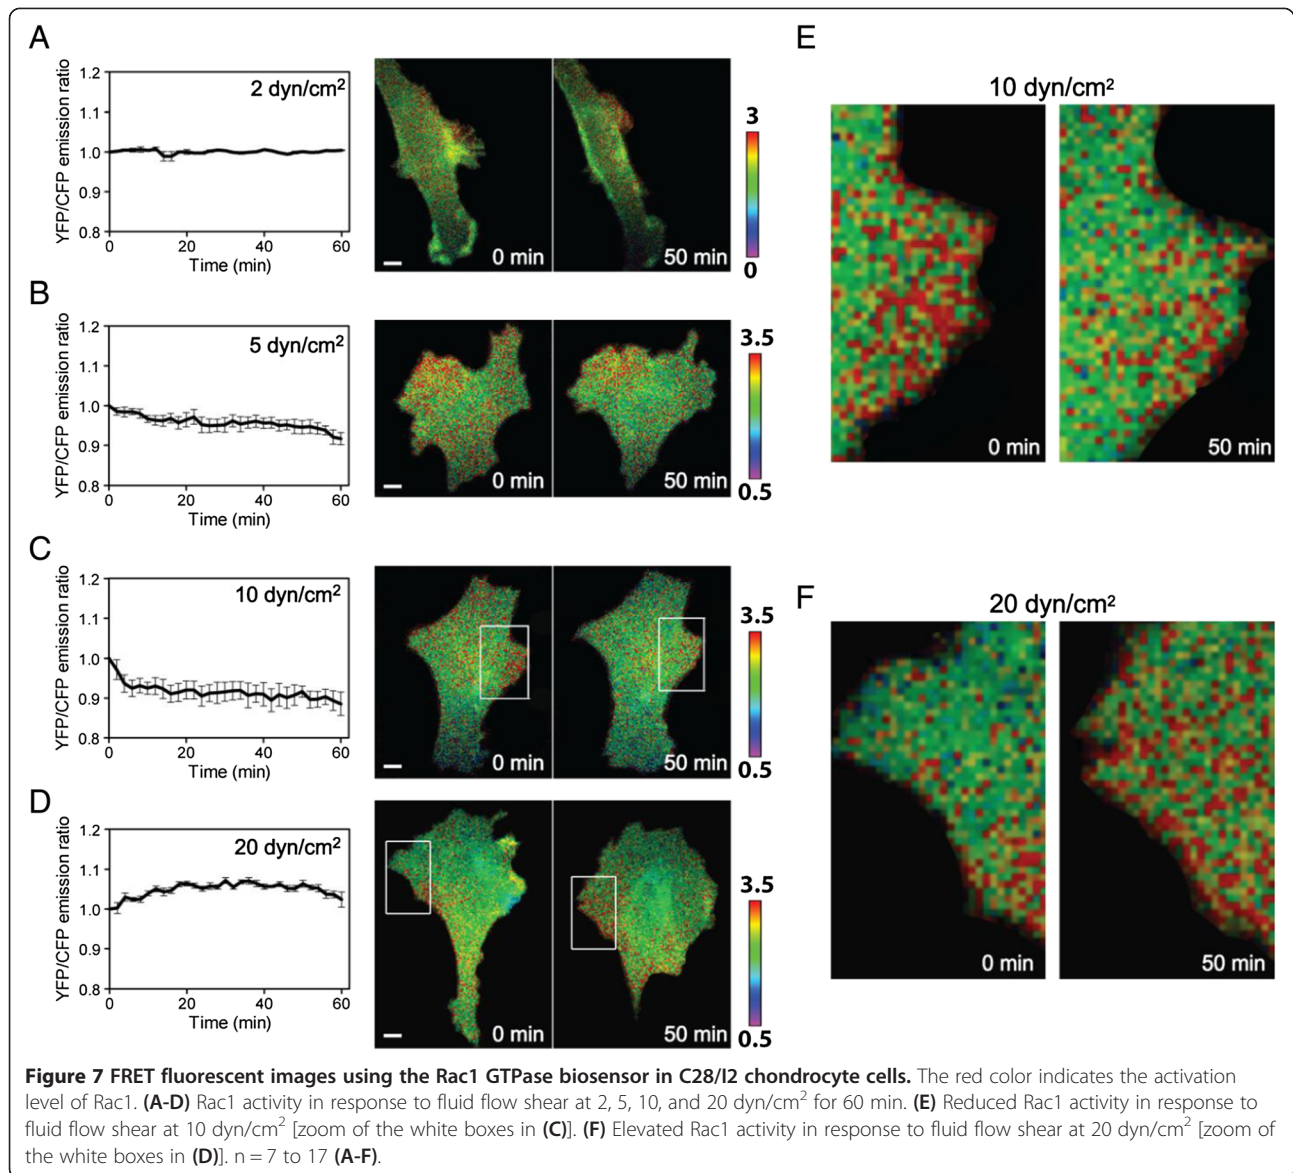 A
YFP/CFP emission ratio
1.2
1.1
1.0
0.9
0.8
2 dyn/cm²
0 20 40 60
Time (min)
0 min
50 min
3
0
B
YFP/CFP emission ratio
1.2
1.1
1.0
0.9
0.8
5 dyn/cm²
0 20 40 60
Time (min)
0 min
50 min
3.5
0.5
C
YFP/CFP emission ratio
1.2
1.1
1.0
0.9
0.8
10 dyn/cm²
0 20 40 60
Time (min)
0 min
50 min
3.5
0.5
D
YFP/CFP emission ratio
1.2
1.1
1.0
0.9
0.8
20 dyn/cm²
0 20 40 60
Time (min)
0 min
50 min
3.5
0.5
E
10 dyn/cm²
0 min
50 min
F
20 dyn/cm²
0 min
50 min
Figure 7 FRET fluorescent images using the Rac1 GTPase biosensor in C28/I2 chondrocyte cells. The red color indicates the activation
level of Rac1. (A-D) Rac1 activity in response to fluid flow shear at 2, 5, 10, and 20 dyn/cm² for 60 min. (E) Reduced Rac1 activity in response to
fluid flow shear at 10 dyn/cm² [zoom of the white boxes in (C)]. (F) Elevated Rac1 activity in response to fluid flow shear at 20 dyn/cm² [zoom of
the white boxes in (D)]. n = 7 to 17 (A-F).